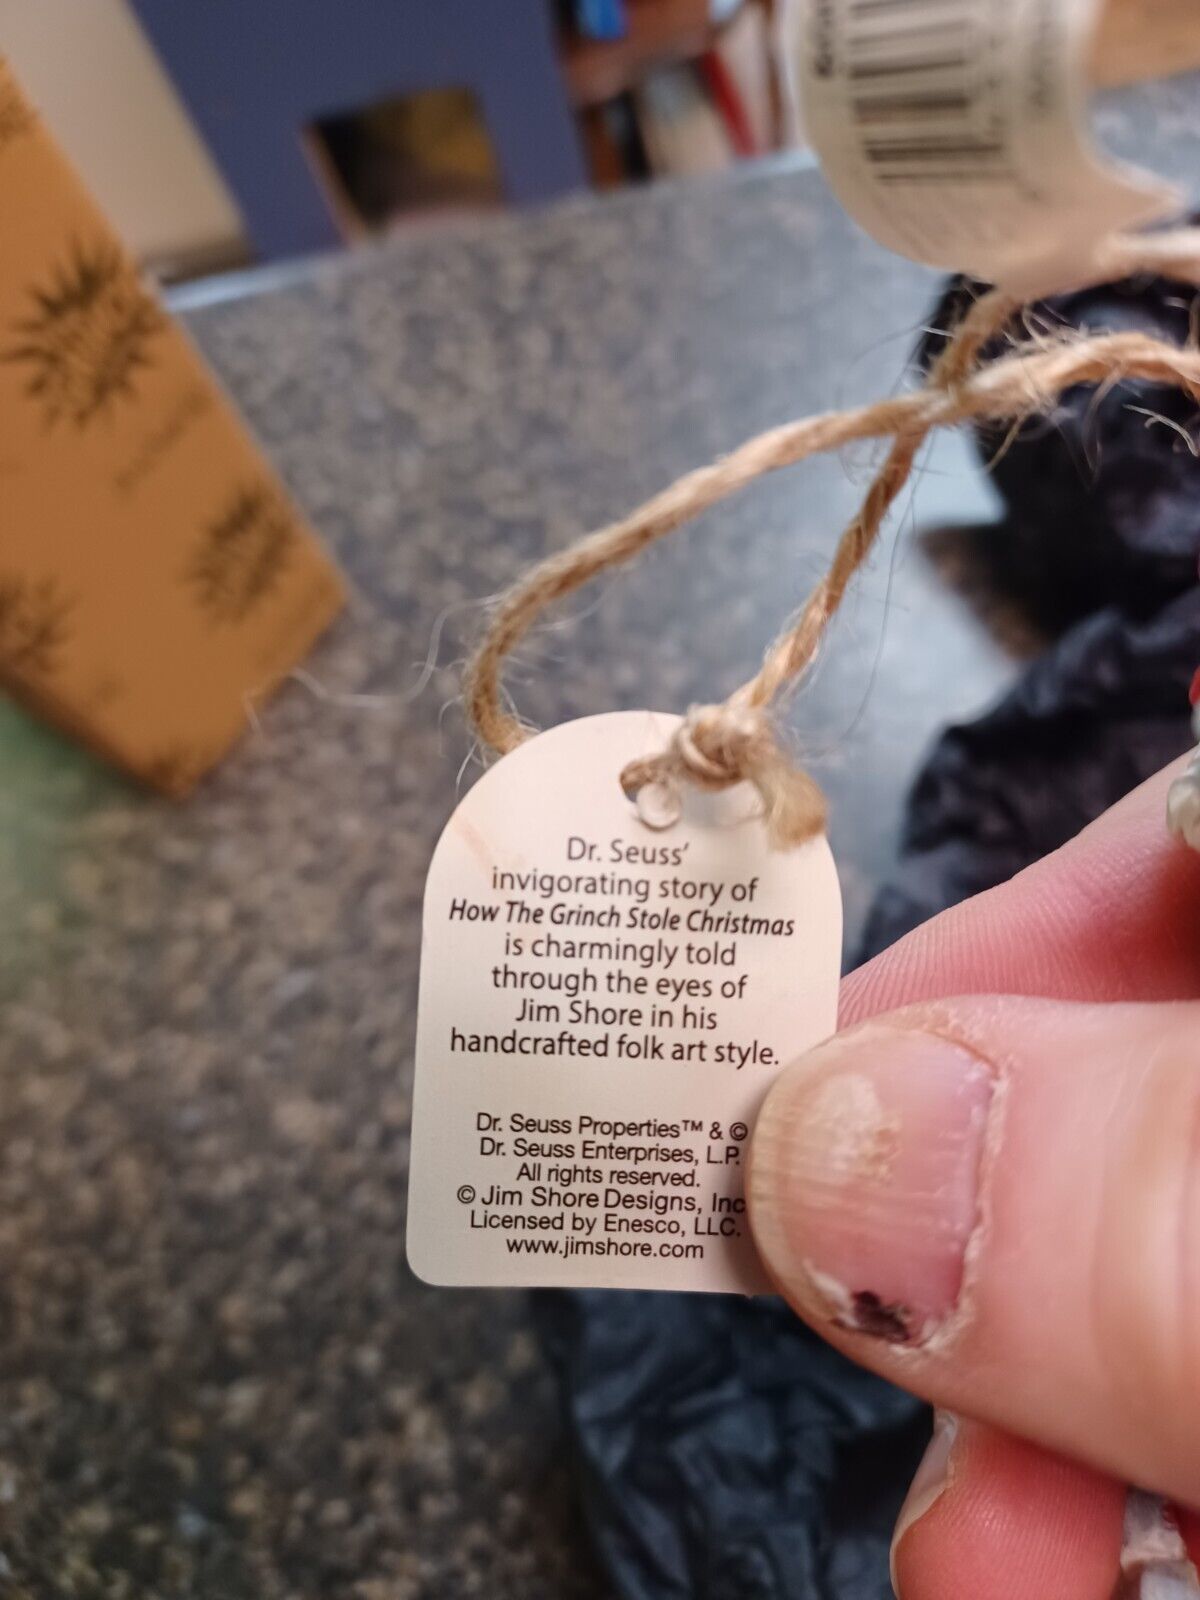 Dr. Seuss'
invigorating story of
How The Grinch Stole Christmas
is charmingly told
through the eyes of
Jim Shore in his
handcrafted folk art style.
Dr. Seuss Properties™ & ©
Dr. Seuss Enterprises, L.P.
All rights reserved.
© Jim Shore Designs, Inc
Licensed by Enesco, LLC.
www.jimshore.com